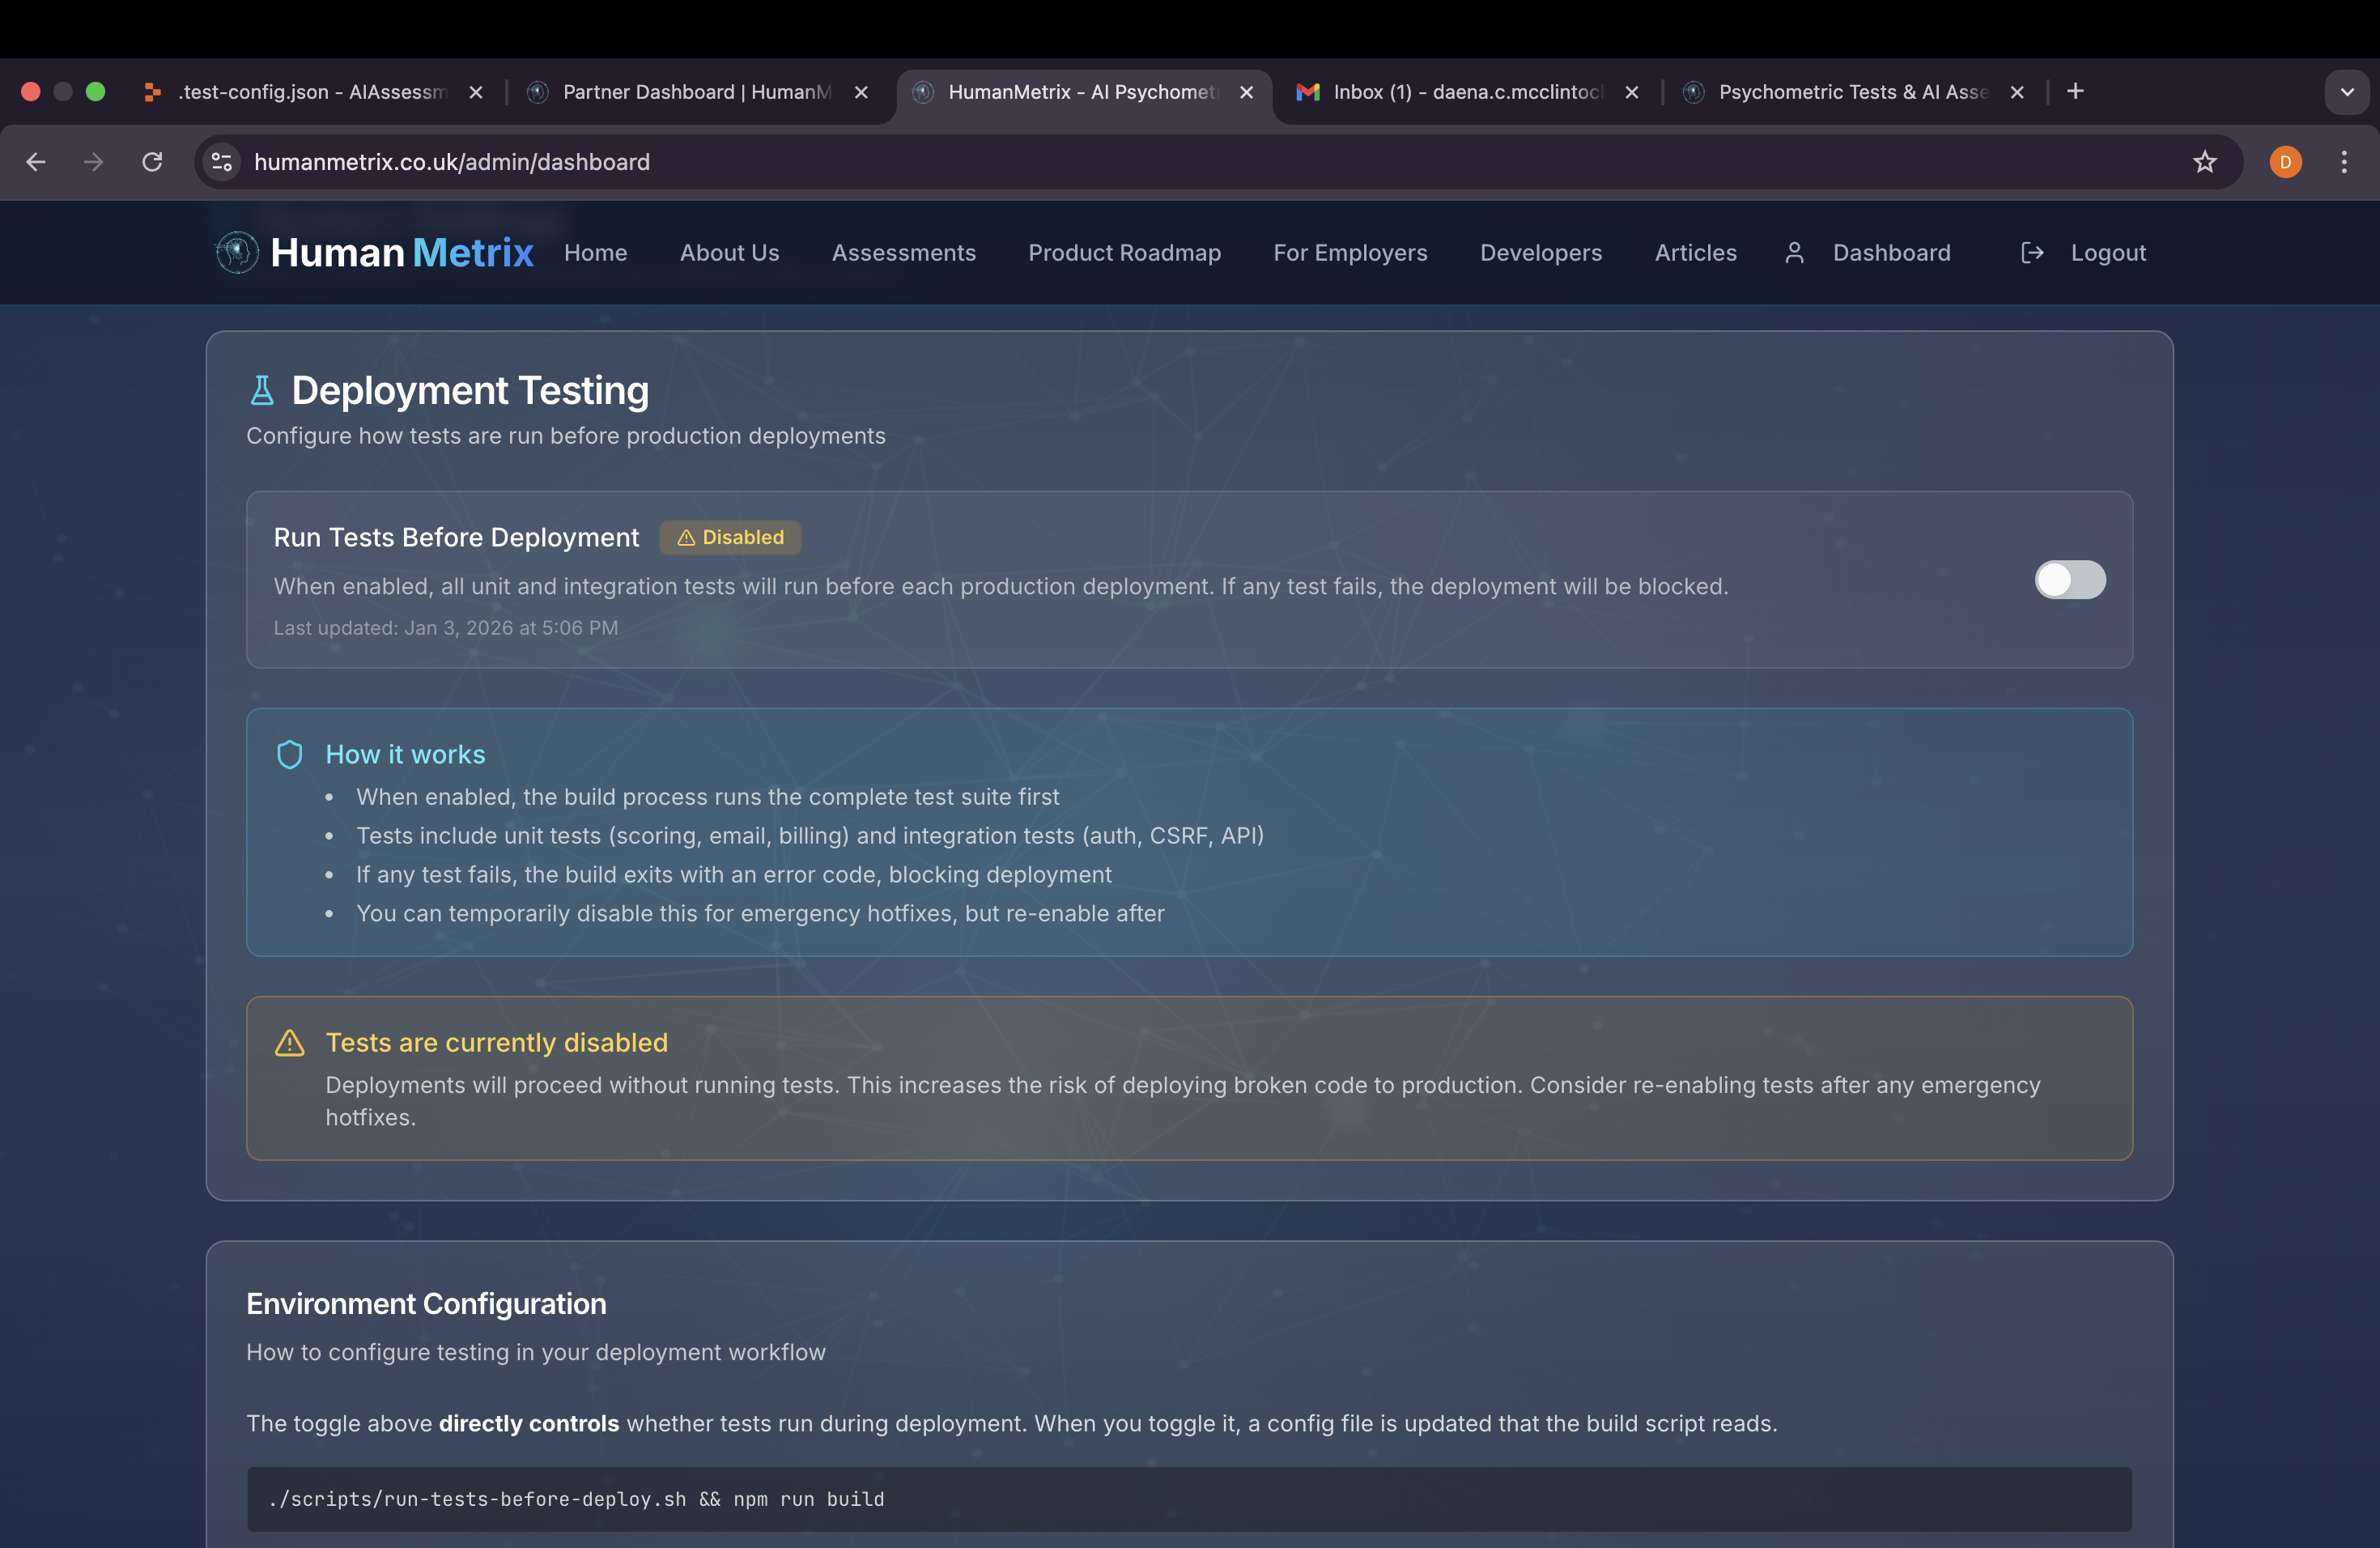 .test-config.json - AIAssessm
Partner Dashboard | HumanM
HumanMetrix - AI Psychomet
Inbox (1) - daena.c.mcclintoc
Psychometric Tests & AI Asse
humanmetrix.co.uk/admin/dashboard
D
HumanMetrix
Home
About Us
Assessments
Product Roadmap
For Employers
Developers
Articles
Dashboard
Logout
Deployment Testing
Configure how tests are run before production deployments
Run Tests Before Deployment
Disabled
When enabled, all unit and integration tests will run before each production deployment. If any test fails, the deployment will be blocked.
Last updated: Jan 3, 2026 at 5:06 PM
How it works
• When enabled, the build process runs the complete test suite first
• Tests include unit tests (scoring, email, billing) and integration tests (auth, CSRF, API)
• If any test fails, the build exits with an error code, blocking deployment
• You can temporarily disable this for emergency hotfixes, but re-enable after
Tests are currently disabled
Deployments will proceed without running tests. This increases the risk of deploying broken code to production. Consider re-enabling tests after any emergency
hotfixes.
Environment Configuration
How to configure testing in your deployment workflow
The toggle above directly controls whether tests run during deployment. When you toggle it, a config file is updated that the build script reads.
./scripts/run-tests-before-deploy.sh && npm run build